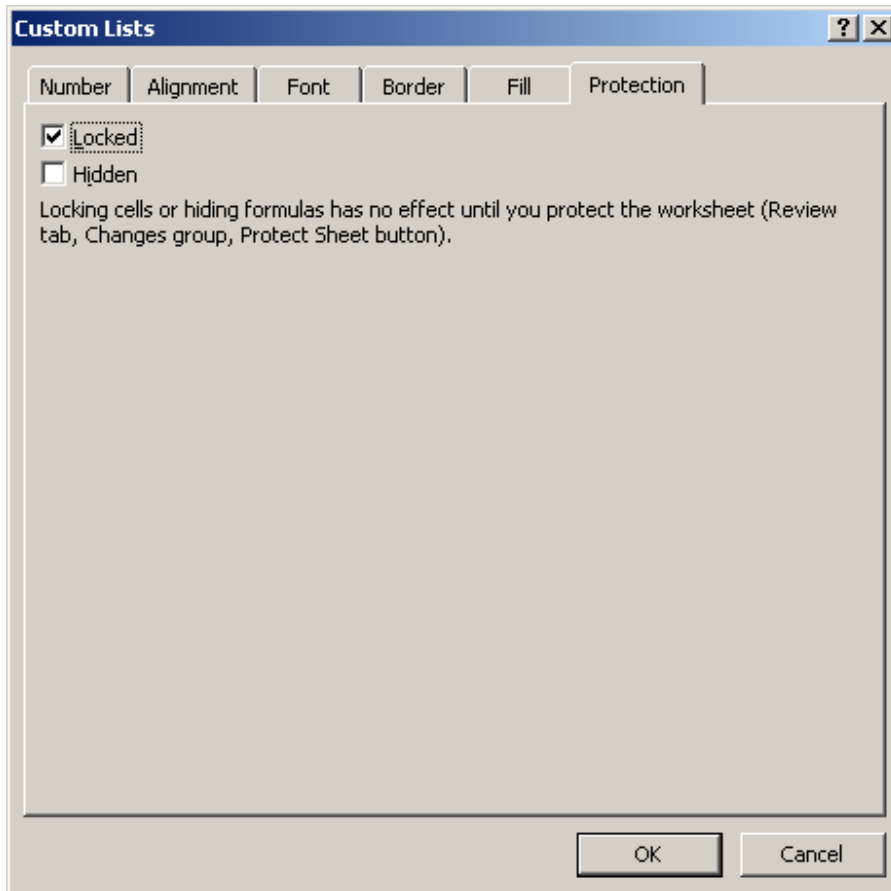 Custom Lists
Number Alignment Font Border Fill Protection
Locked
Hidden
Locking cells or hiding formulas has no effect until you protect the worksheet (Review
tab, Changes group, Protect Sheet button).
OK Cancel